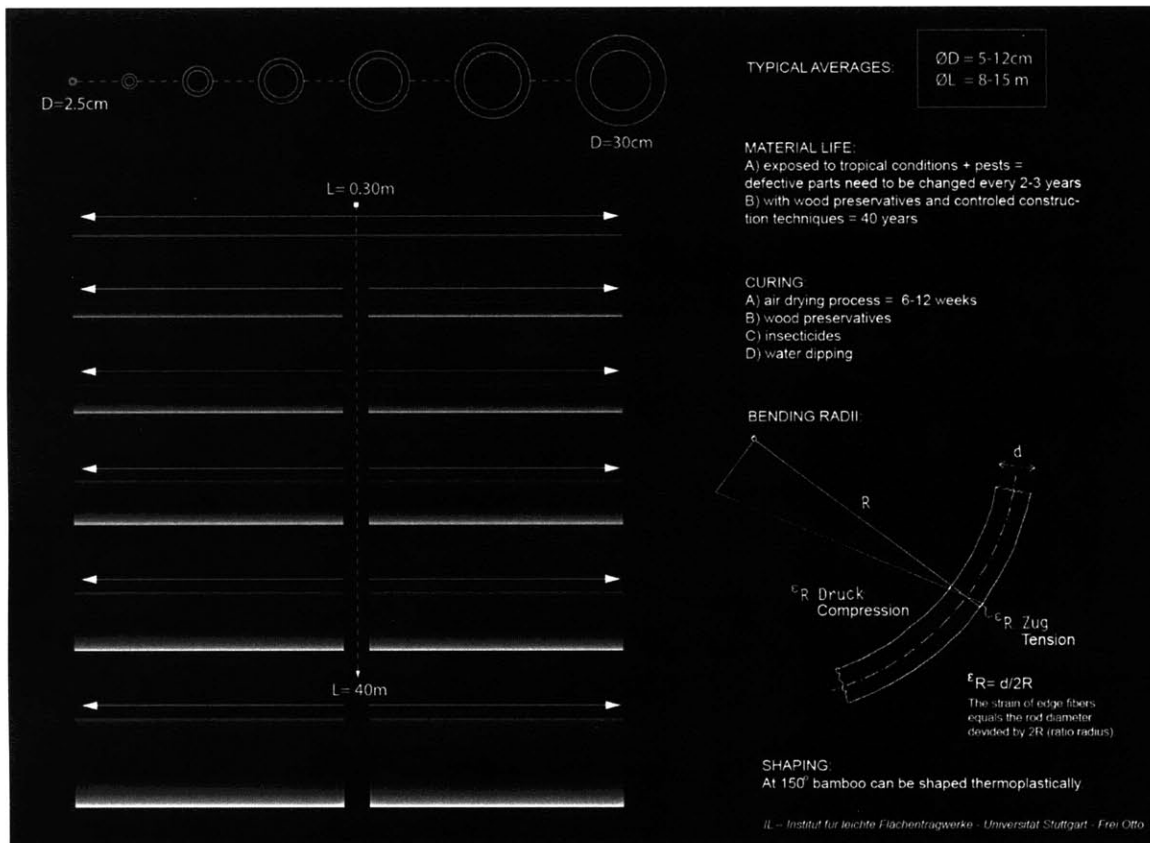 D=2.5cm
D=30cm
L= 0.30m
L= 40m
TYPICAL AVERAGES:
ØD = 5-12cm
ØL = 8-15 m
MATERIAL LIFE:
A) exposed to tropical conditions + pests =
defective parts need to be changed every 2-3 years
B) with wood preservatives and controled construc-
tion techniques = 40 years
CURING
A) air drying process = 6-12 weeks
B) wood preservatives
C) insecticides
D) water dipping
BENDING RADII:
d
R
εR Druck
Compression
εR Zug
Tension
εR= d/2R
The strain of edge fibers
equals the rod diameter
devided by 2R (ratio radius)
SHAPING:
At 150° bamboo can be shaped thermoplastically.
IL – Institut für leichte Flächentragwerke - Universität Stuttgart - Frei Otto